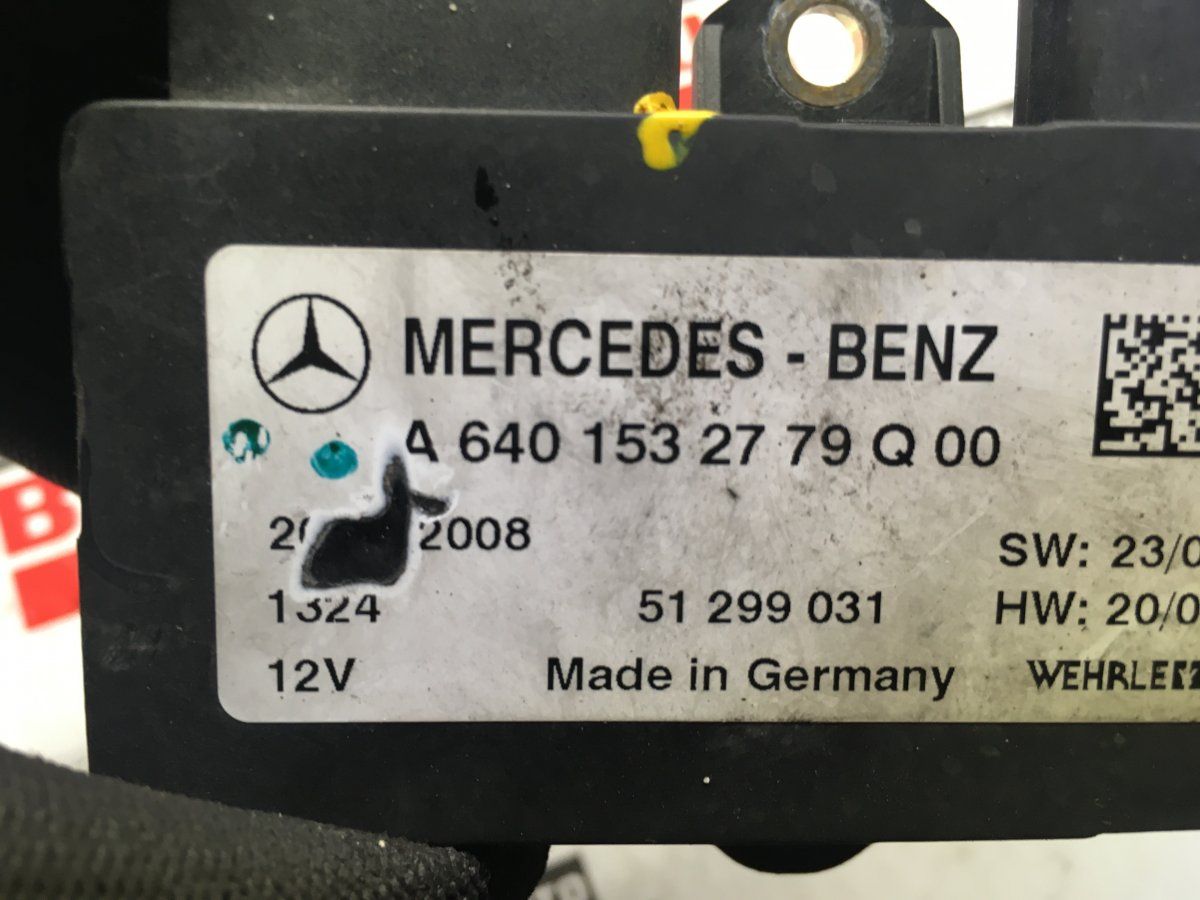 MERCEDES - BENZ
A 640 153 27 79 Q 00
2008
SW: 23/0
1324
51 299 031
HW: 20/0
12V
Made in Germany
WEHRLE